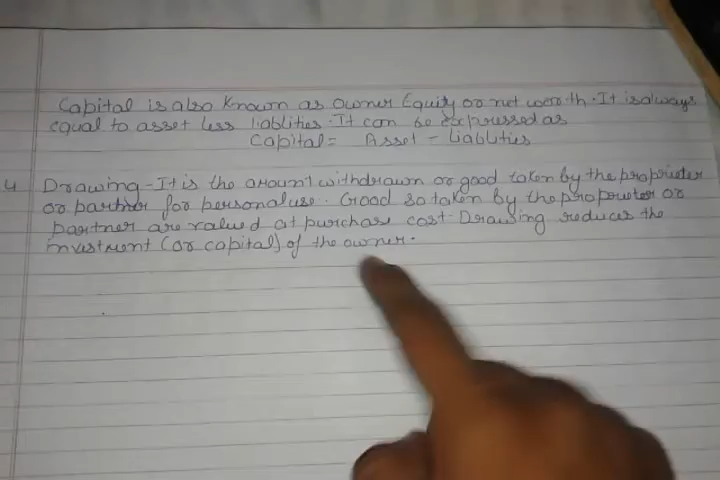 Capital is also known as owner Equity or net worth. It is always
equal to asset less liablities. It can be expressed as
Capital = Asset - Liablities
4 Drawing - It is the amount withdrawn or good taken by the proprietor
or partner for personal use. Good so taken by the proprietor or
partner are valued at purchase cost. Drawing reduces the
investment (or capital) of the owner.